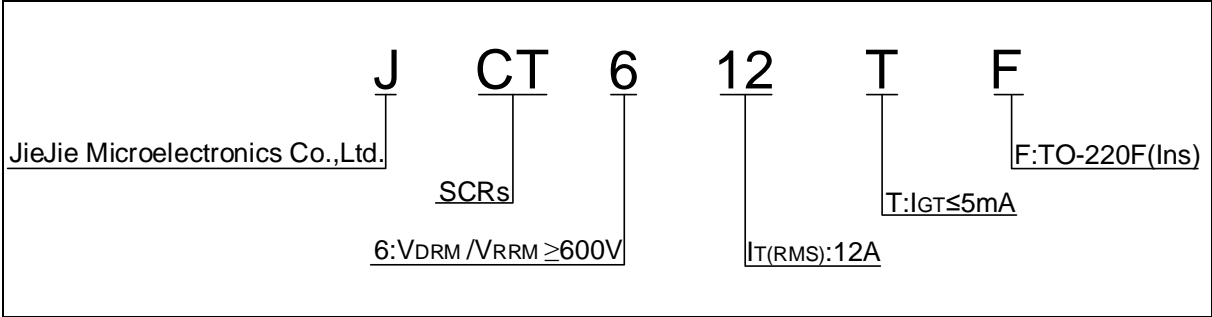 J CT 6 12 T F
JieJie Microelectronics Co.,Ltd.
F:TO-220F(Ins)
SCRs
T:IGT≤5mA
6:VDRM /VRRM ≥600V
IT(RMS):12A